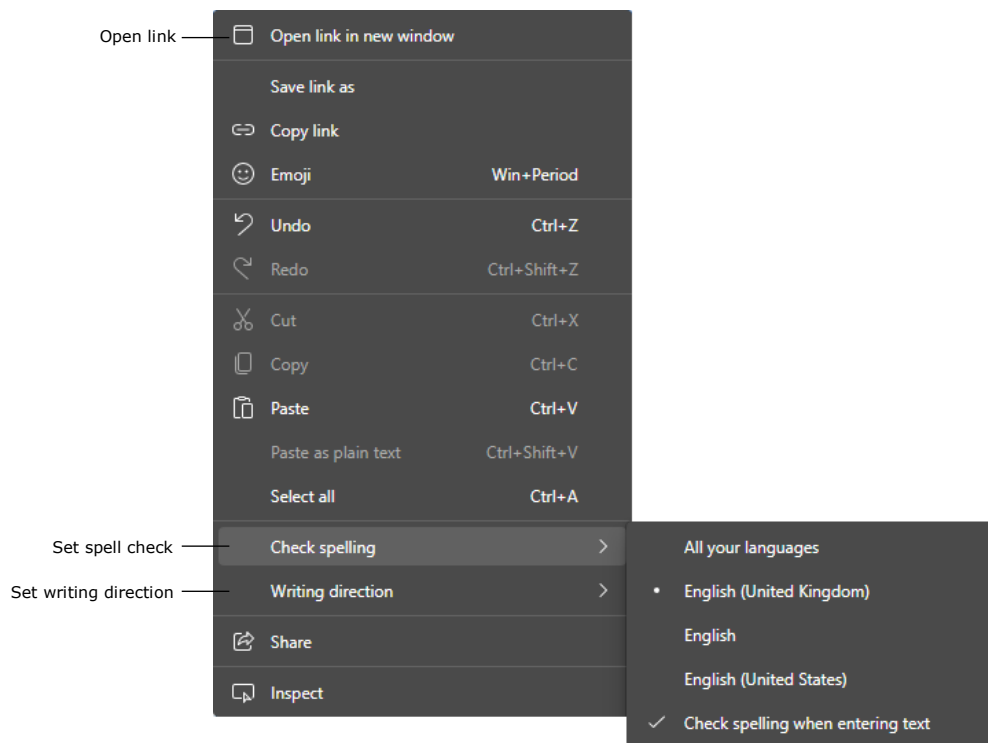 Open link
Open link in new window
Save link as
Copy link
Emoji Win+Period
Undo Ctrl+Z
Redo Ctrl+Shift+Z
Cut Ctrl+X
Copy Ctrl+C
Paste Ctrl+V
Paste as plain text Ctrl+Shift+V
Select all Ctrl+A
Set spell check
Check spelling
Set writing direction
Writing direction
Share
Inspect
All your languages
English (United Kingdom)
English
English (United States)
Check spelling when entering text